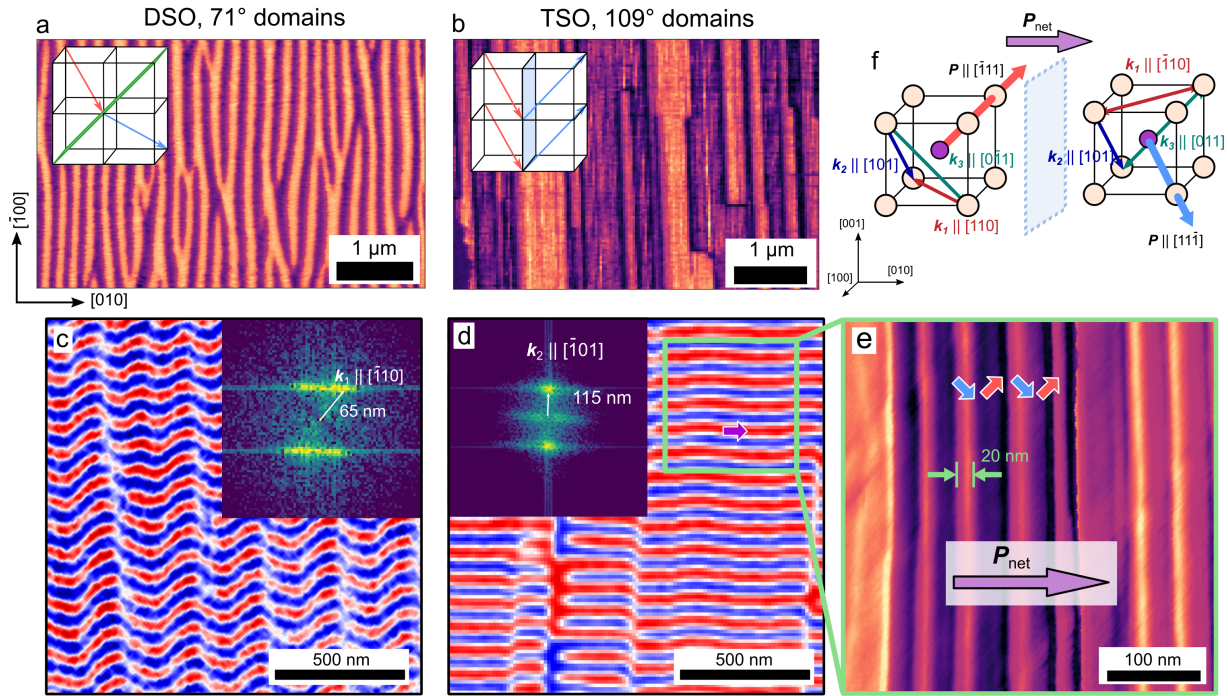 a
DSO, 71° domains
1 µm
[1̄00]
[010]
b
TSO, 109° domains
1 µm
f
Pnet
P || [1̄11]
k3 || [01̄1]
k2 || [101]
k1 || [110]
k1 || [1̄10]
k3 || [011]
k2 || [101]
P || [111̄]
[001]
[100]
[010]
c
k1 || [1̄10]
65 nm
500 nm
d
k2 || [1̄01]
115 nm
500 nm
e
20 nm
Pnet
100 nm